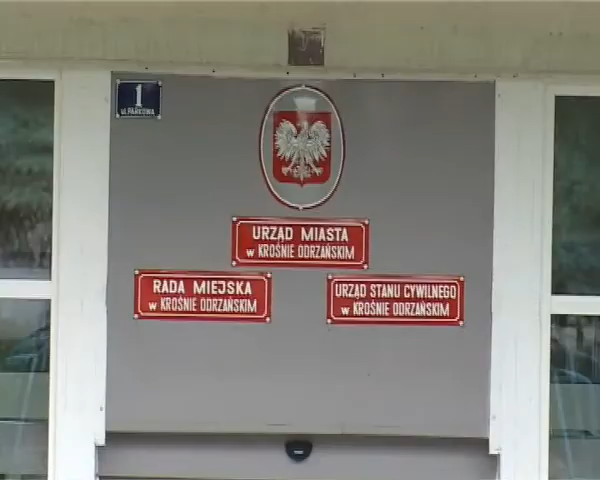 1
ul. PARKOWA
URZĄD MIASTA
w KROŚNIE ODRZAŃSKIM
RADA MIEJSKA
w KROŚNIE ODRZAŃSKIM
URZĄD STANU CYWILNEGO
w KROŚNIE ODRZAŃSKIM